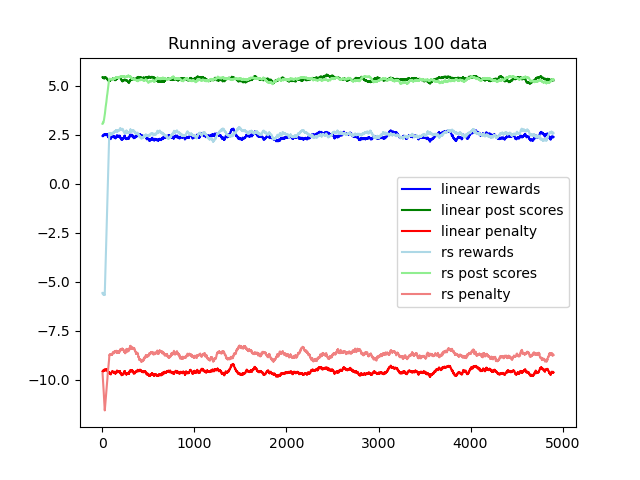 Running average of previous 100 data
5.0
2.5
0.0
−2.5
−5.0
−7.5
−10.0
linear rewards
linear post scores
linear penalty
rs rewards
rs post scores
rs penalty
0 1000 2000 3000 4000 5000